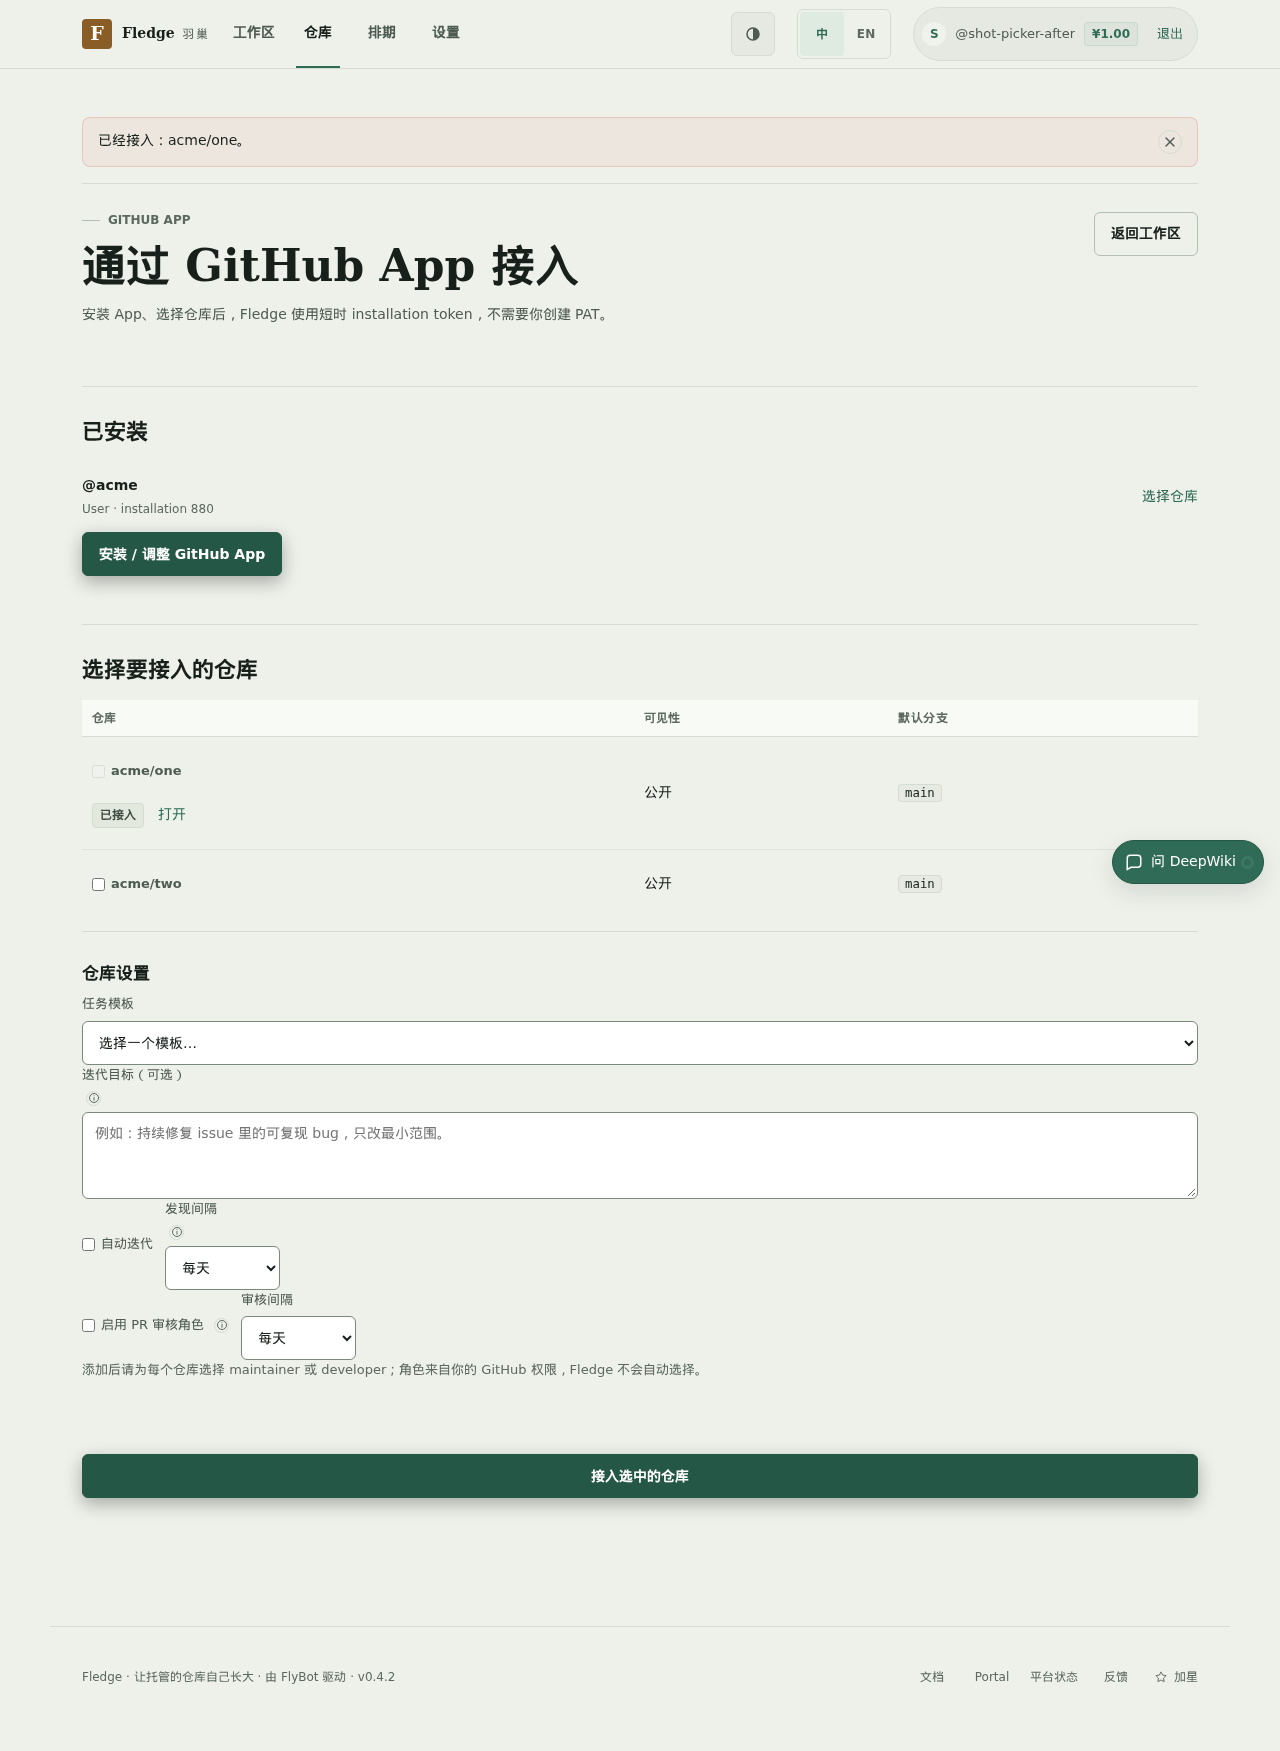 F Fledge 羽巢 工作区 仓库 排期 设置 中 EN S @shot-picker-after ¥1.00 退出
已经接入：acme/one。
GITHUB APP
返回工作区
通过 GitHub App 接入
安装 App、选择仓库后，Fledge 使用短时 installation token，不需要你创建 PAT。
已安装
@acme
User · installation 880
选择仓库
安装 / 调整 GitHub App
选择要接入的仓库
仓库 可见性 默认分支
acme/one
公开 main
已接入 打开
问 DeepWiki
acme/two 公开 main
仓库设置
任务模板
选择一个模板...
迭代目标（可选）
例如：持续修复 issue 里的可复现 bug，只改最小范围。
发现间隔
自动迭代
每天
审核间隔
启用 PR 审核角色
每天
添加后请为每个仓库选择 maintainer 或 developer；角色来自你的 GitHub 权限，Fledge 不会自动选择。
接入选中的仓库
Fledge · 让托管的仓库自己长大 · 由 FlyBot 驱动 · v0.4.2 文档 Portal 平台状态 反馈 加星